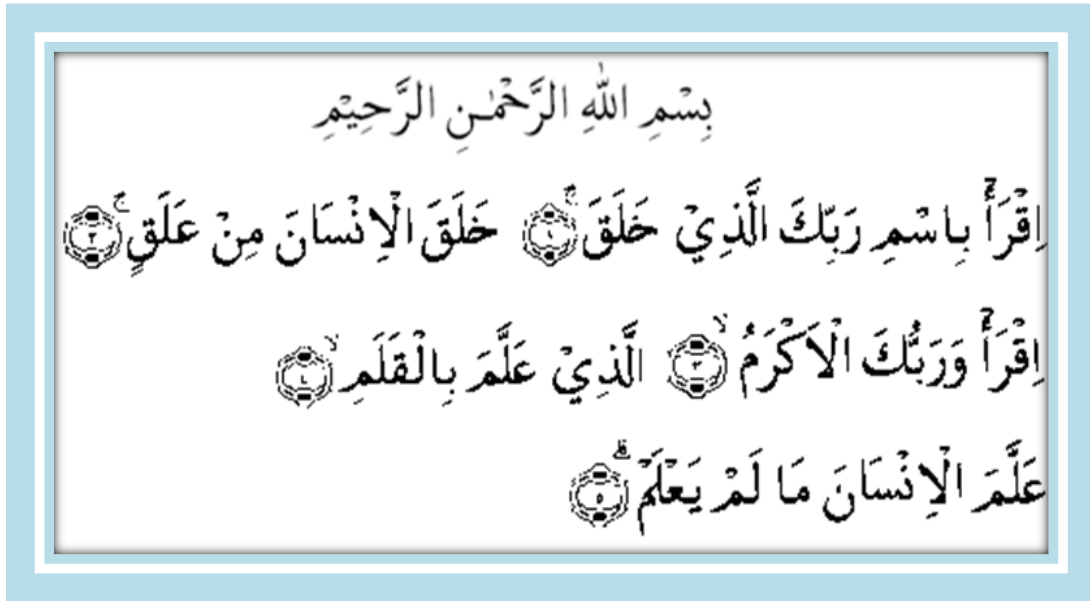 بِسْمِ اللّٰهِ الرَّحْمٰنِ الرَّحِيْمِ
اِقْرَأْ بِاسْمِ رَبِّكَ الَّذِيْ خَلَقَۚ ١ خَلَقَ الْاِنْسَانَ مِنْ عَلَقٍۚ ٢
اِقْرَأْ وَرَبُّكَ الْاَكْرَمُۙ ٣ الَّذِيْ عَلَّمَ بِالْقَلَمِۙ ٤
عَلَّمَ الْاِنْسَانَ مَا لَمْ يَعْلَمْۗ ٥